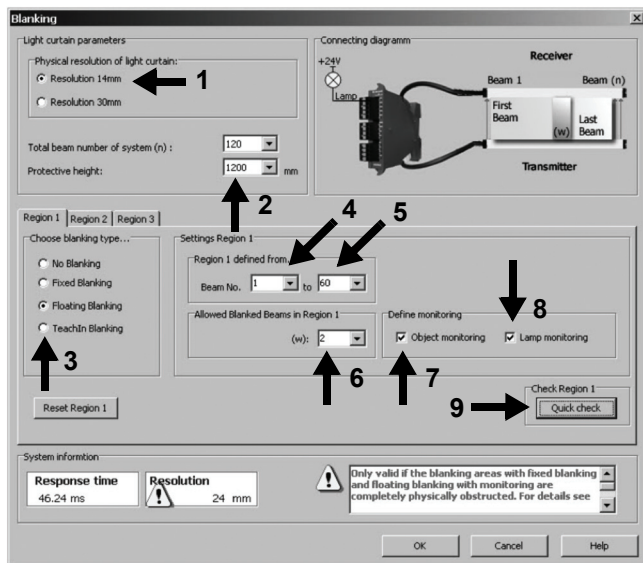 Blanking
Light curtain parameters
Physical resolution of light curtain:
Resolution 14mm
1
Resolution 30mm
Total beam number of system (n) :
120
Protective height:
1200
mm
2
Connecting diagramm
+24V
Lamp
Receiver
Beam 1
Beam (n)
First
Beam
(w)
Last
Beam
Transmitter
Region 1
Region 2
Region 3
4
5
Choose blanking type...
No Blanking
Fixed Blanking
Floating Blanking
TeachIn Blanking
3
Settings Region 1
Region 1 defined from
Beam No.
1
to
60
Allowed Blanked Beams in Region 1
(w):
2
6
8
Define monitoring
Object monitoring
Lamp monitoring
7
Reset Region 1
9
Check Region 1
Quick check
System informtion
Response time
46.24 ms
Resolution
24 mm
Only valid if the blanking areas with fixed blanking
and floating blanking with monitoring are
completely physically obstructed. For details see
OK
Cancel
Help